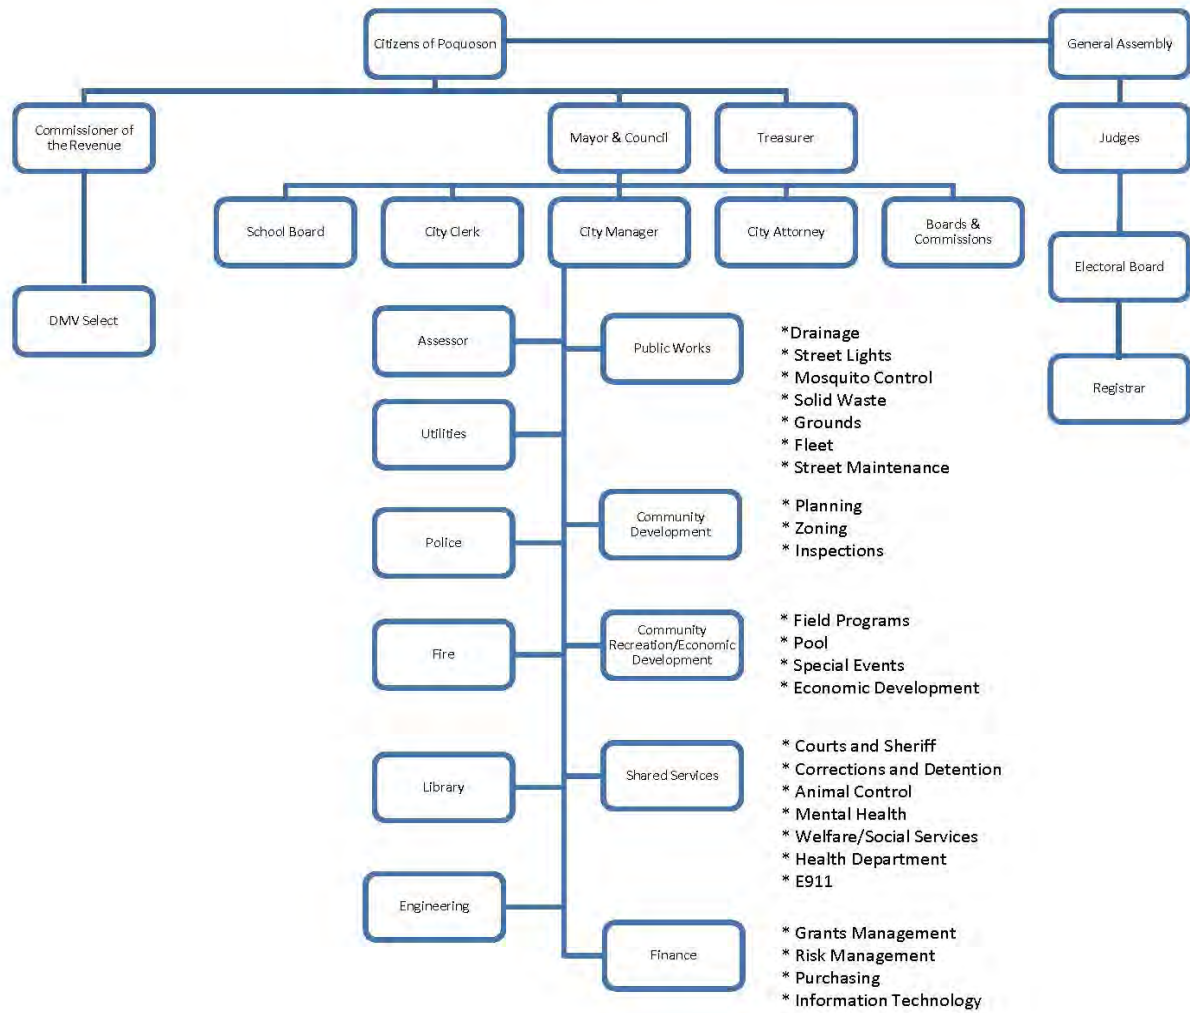 Citizens of Poquoson
General Assembly
Commissioner of
the Revenue
Mayor & Council
Treasurer
Judges
School Board
City Clerk
City Manager
City Attorney
Boards &
Commissions
Electoral Board
DMV Select
Assessor
Public Works
*Drainage
* Street Lights
* Mosquito Control
* Solid Waste
* Grounds
* Fleet
* Street Maintenance
Registrar
Utilities
Community
Development
* Planning
* Zoning
* Inspections
Police
Community
Recreation/Economic
Development
* Field Programs
* Pool
* Special Events
* Economic Development
Fire
Shared Services
* Courts and Sheriff
* Corrections and Detention
* Animal Control
* Mental Health
* Welfare/Social Services
* Health Department
* E911
Library
Engineering
Finance
* Grants Management
* Risk Management
* Purchasing
* Information Technology